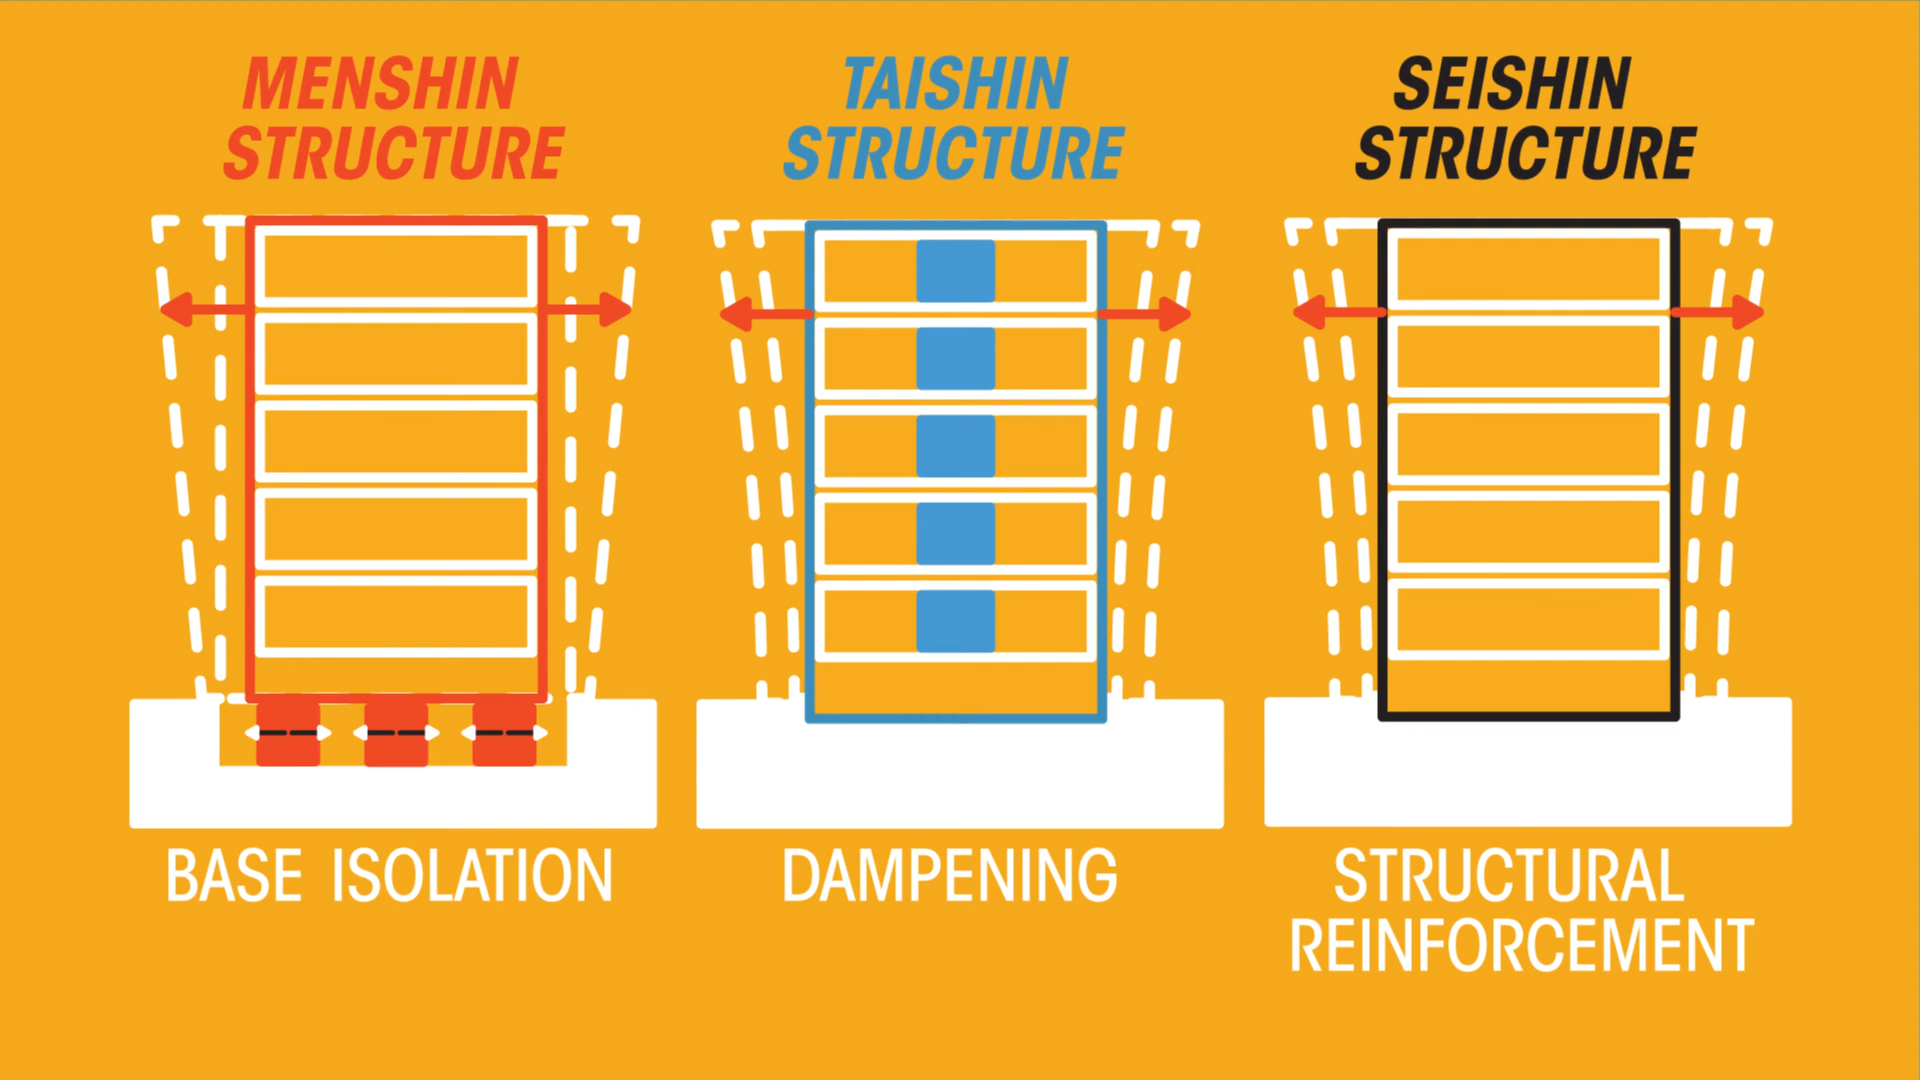 MENSHIN
STRUCTURE
BASE ISOLATION
TAISHIN
STRUCTURE
DAMPENING
SEISHIN
STRUCTURE
STRUCTURAL
REINFORCEMENT